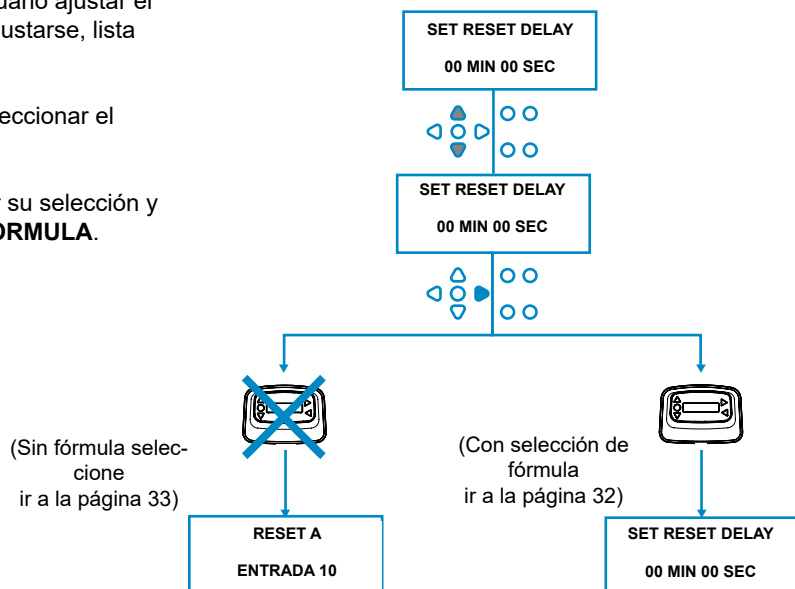 ajustar el
ustarse, lista
eccionar el
su selección y
ORMULA.
SET RESET DELAY
00 MIN 00 SEC
SET RESET DELAY
00 MIN 00 SEC
(Sin fórmula selec-
cione
ir a la página 33)
(Con selección de
fórmula
ir a la página 32)
RESET A
ENTRADA 10
SET RESET DELAY
00 MIN 00 SEC